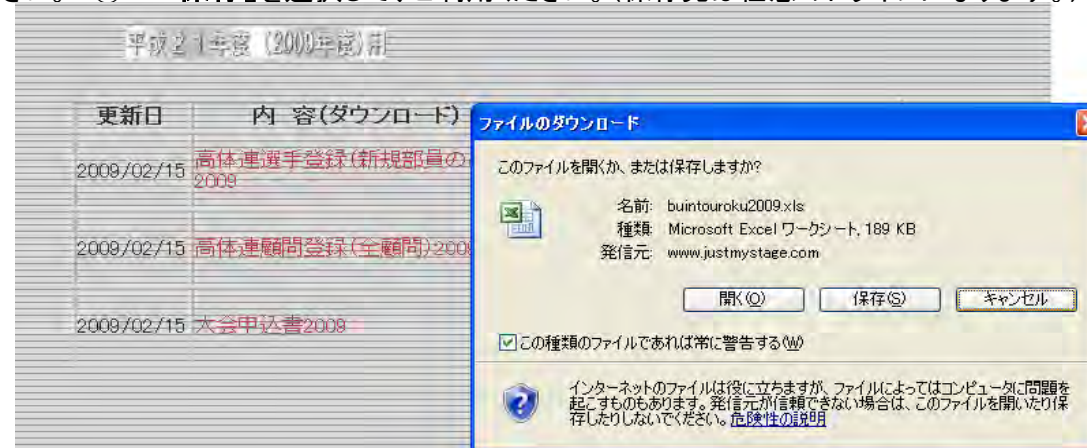 平成21年度（2009年度）用
更新日 内 容(ダウンロード)
2009/02/15 高体連選手登録(新規部員の
2009
2009/02/15 高体連顧問登録(全顧問)200
2009/02/15 大会申込書2009
ファイルのダウンロード
このファイルを開くか、または保存しますか?
名前: buintouroku2009.xls
種類: Microsoft Excel ワークシート, 189 KB
発信元: www.justmystage.com
開く(O) 保存(S) キャンセル
この種類のファイルであれば常に警告する(W)
インターネットのファイルは役に立ちますが、ファイルによってはコンピュータに問題を
起こすものもあります。発信元が信頼できない場合は、このファイルを開いたり保
存したりしないでください。危険性の説明